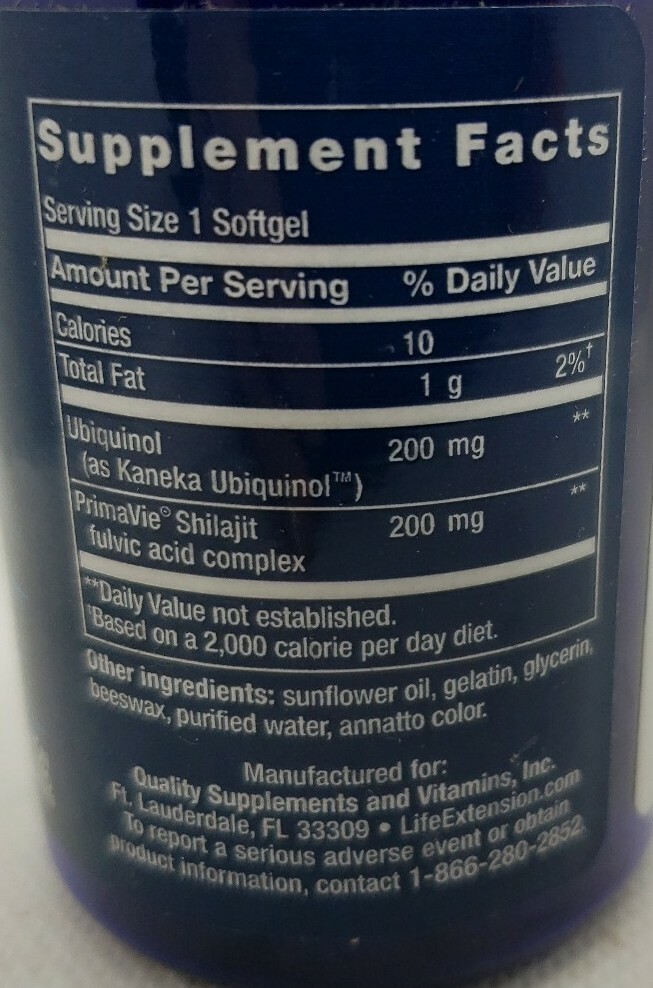 Supplement Facts
Serving Size 1 Softgel
Amount Per Serving % Daily Value
Calories 10
Total Fat 1 g 2%†
Ubiquinol 200 mg **
(as Kaneka Ubiquinol™)
PrimaVie® Shilajit 200 mg **
fulvic acid complex
**Daily Value not established.
†Based on a 2,000 calorie per day diet.
Other ingredients: sunflower oil, gelatin, glycerin,
beeswax, purified water, annatto color.
Manufactured for:
Quality Supplements and Vitamins, Inc.
Ft. Lauderdale, FL 33309 • LifeExtension.com
To report a serious adverse event or obtain
product information, contact 1-866-280-2852.